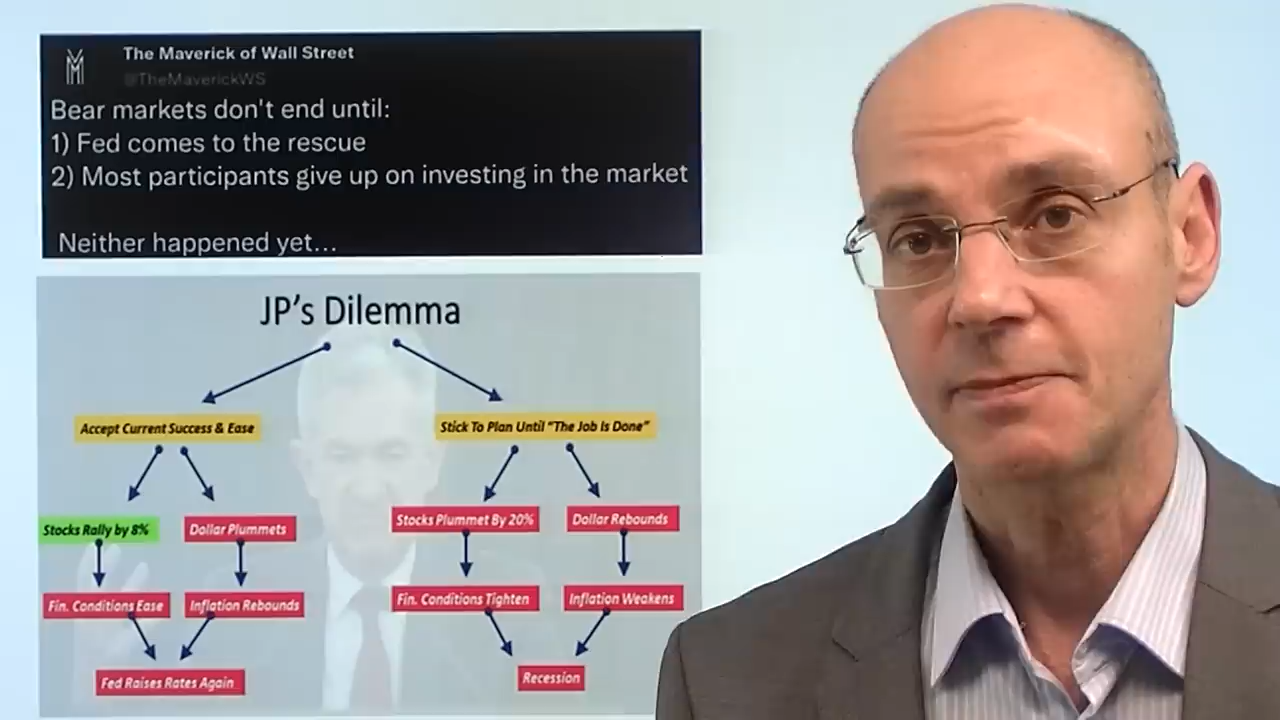 The Maverick of Wall Street
@TheMaverickWS
Bear markets don't end until:
1) Fed comes to the rescue
2) Most participants give up on investing in the market
Neither happened yet...
JP's Dilemma
Accept Current Success & Ease
Stick To Plan Until "The Job Is Done"
Stocks Rally by 8%
Dollar Plummets
Stocks Plummet By 20%
Dollar Rebounds
Fin. Conditions Ease
Inflation Rebounds
Fin. Conditions Tighten
Inflation Weakens
Fed Raises Rates Again
Recession